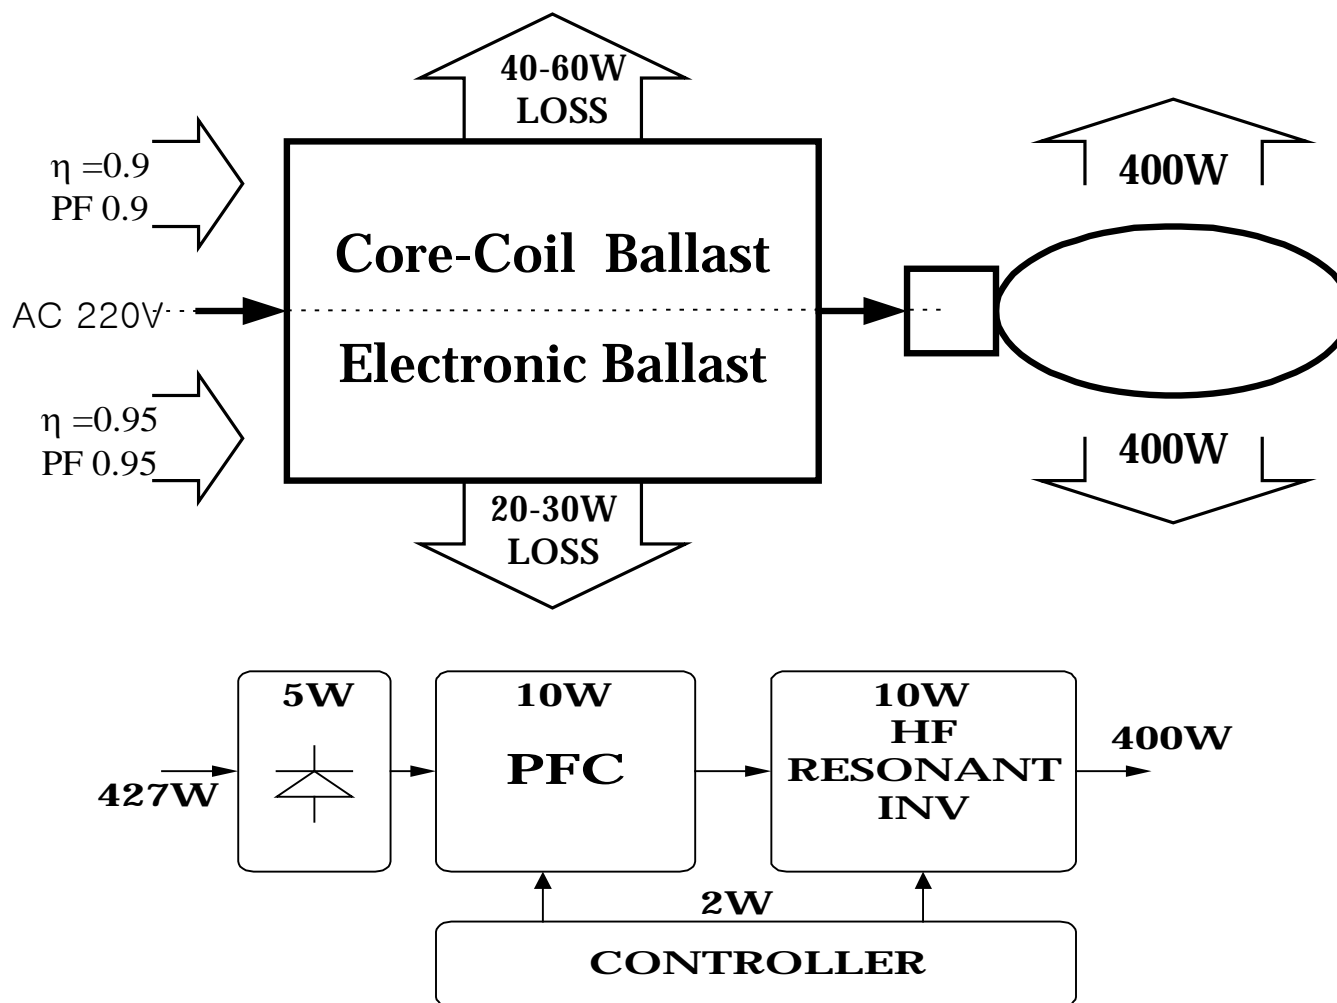 40-60W
LOSS
η =0.9
PF 0.9
400W
Core-Coil Ballast
AC 220V
Electronic Ballast
η =0.95
PF 0.95
400W
20-30W
LOSS
5W
10W
10W
HF
PFC
RESONANT
INV
400W
427W
2W
CONTROLLER